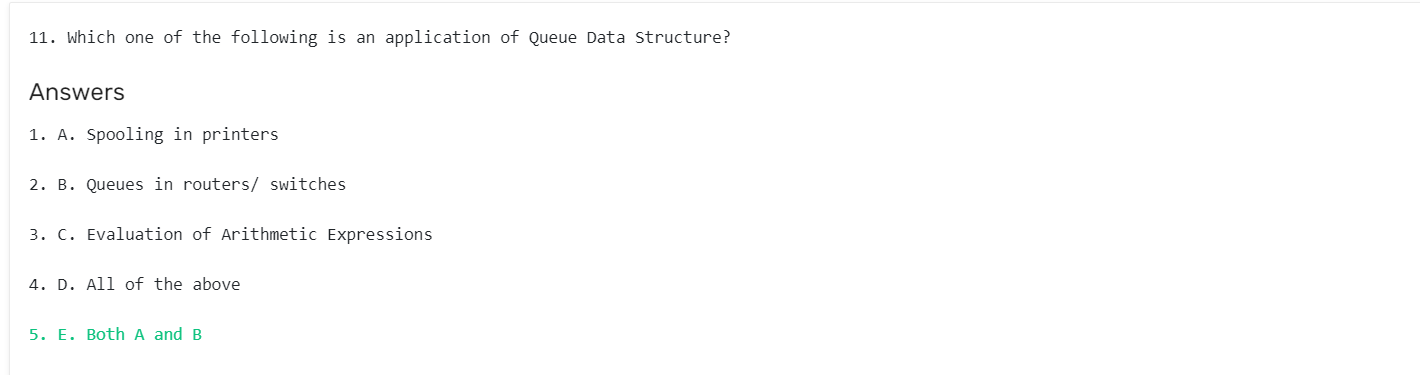 11. Which one of the following is an application of Queue Data Structure?
Answers
1. A. Spooling in printers
2. B. Queues in routers/ switches
3. C. Evaluation of Arithmetic Expressions
4. D. All of the above
5. E. Both A and B